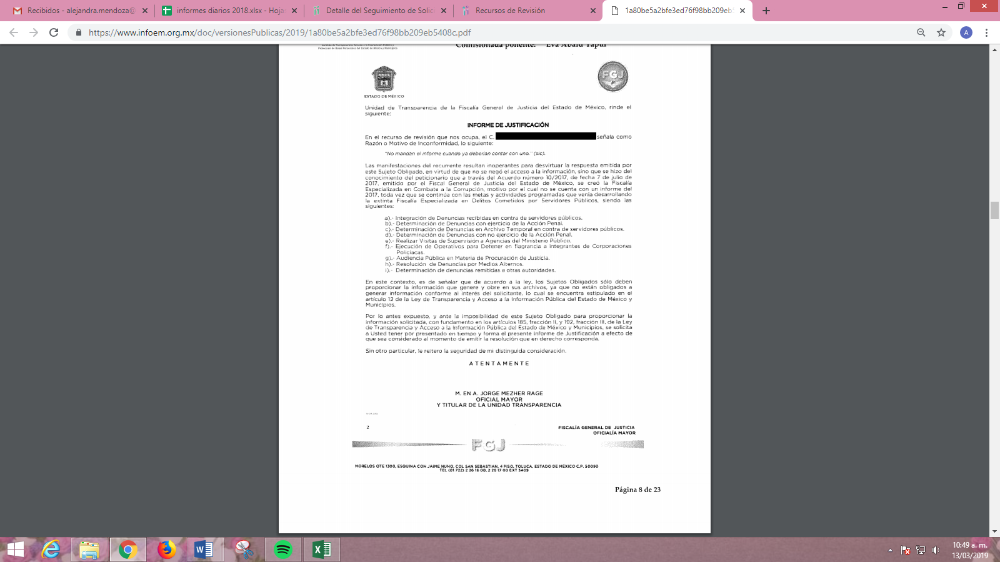 Recibidos - alejandra.mendoza@
informes diarios 2018.xlsx - Hoja
Detalle del Seguimiento de Solic
Recursos de Revisión
1a80be5a2bfe3ed76f98bb209eb5
https://www.infoem.org.mx/doc/versionesPublicas/2019/1a80be5a2bfe3ed76f98bb209eb5408c.pdf
A
Instituto de Transparencia, Acceso a la Información Pública y
Protección de Datos Personales del Estado de México y Municipios
Comisionada ponente: Eva Abaid Yapur
FGJ
ESTADO DE MÉXICO
Unidad de Transparencia de la Fiscalía General de Justicia del Estado de México, rinde el
siguiente:
INFORME DE JUSTIFICACIÓN
En el recurso de revisión que nos ocupa, el C. señala como
Razón o Motivo de Inconformidad, lo siguiente:
"No mandan el informe cuando ya deberían contar con uno." (sic).
Las manifestaciones del recurrente resultan inoperantes para desvirtuar la respuesta emitida por
este Sujeto Obligado, en virtud de que no se negó el acceso a la información, sino que se hizo del
conocimiento del peticionario que a través del Acuerdo número 10/2017, de fecha 7 de julio de
2017, emitido por el Fiscal General de Justicia del Estado de México, se creó la Fiscalía
Especializada en Combate a la Corrupción, motivo por el cual no se cuenta con un informe del
2017, toda vez que se continúa con las metas y actividades programadas que venía desarrollando
la extinta Fiscalía Especializada en Delitos Cometidos por Servidores Públicos, siendo las
siguientes:
a).- Integración de Denuncias recibidas en contra de servidores públicos.
b).- Determinación de Denuncias con ejercicio de la Acción Penal.
c).- Determinación de Denuncias en Archivo Temporal en contra de servidores públicos.
d).- Determinación de Denuncias con no ejercicio de la Acción Penal.
e).- Realizar Visitas de Supervisión a Agencias del Ministerio Público.
f).- Ejecución de Operativos para Detener en flagrancia a integrantes de Corporaciones
Policiacas.
g).- Audiencia Pública en Materia de Procuración de Justicia.
h).- Resolución de Denuncias por Medios Alternos.
i).- Determinación de denuncias remitidas a otras autoridades.
En este contexto, es de señalar que de acuerdo a la ley, los Sujetos Obligados sólo deben
proporcionar la información que genere y obre en sus archivos, ya que no están obligados a
generar información conforme al interés del solicitante, lo cual se encuentra estipulado en el
artículo 12 de la Ley de Transparencia y Acceso a la Información Pública del Estado de México y
Municipios.
Por lo antes expuesto, y ante la imposibilidad de este Sujeto Obligado para proporcionar la
información solicitada, con fundamento en los artículos 185, fracción II, y 192, fracción III, de la Ley
de Transparencia y Acceso a la Información Pública del Estado de México y Municipios, se solicita
a Usted tener por presentado en tiempo y forma el presente Informe de Justificación a efecto de
que sea considerado al momento de emitir la resolución que en derecho corresponda.
Sin otro particular, le reitero la seguridad de mi distinguida consideración.
A T E N T A M E N T E
M. EN A. JORGE MEZHER RAGE
OFICIAL MAYOR
Y TITULAR DE LA UNIDAD TRANSPARENCIA
2
FISCALÍA GENERAL DE JUSTICIA
OFICIALÍA MAYOR
FGJ
MORELOS OTE 1300, ESQUINA CON JAIME NUNO, COL SAN SEBASTIAN, 4 PISO, TOLUCA, ESTADO DE MÉXICO C.P. 50090
TEL (01 722) 2 26 16 00, 2 26 17 00 EXT 3409
Página 8 de 23
10:49 a. m.
13/03/2019